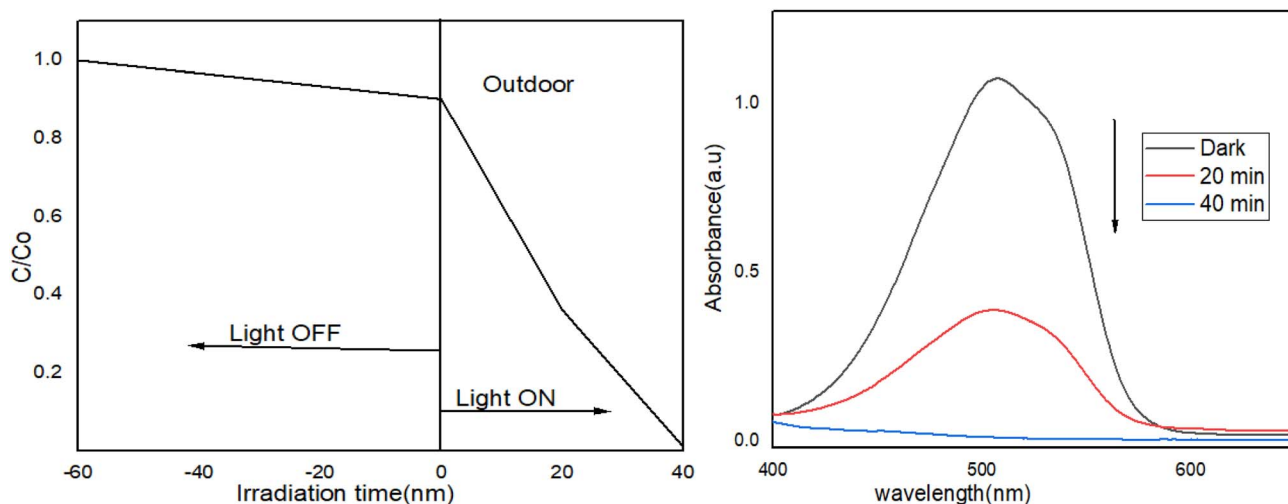 1.0
0.8
0.6
0.4
0.2
C/Co
Outdoor
Light OFF
Light ON
-60
-40
-20
0
20
40
Irradiation time(nm)
1.0
0.5
0.0
Absorbance(a.u)
Dark
20 min
40 min
400
500
600
wavelength(nm)